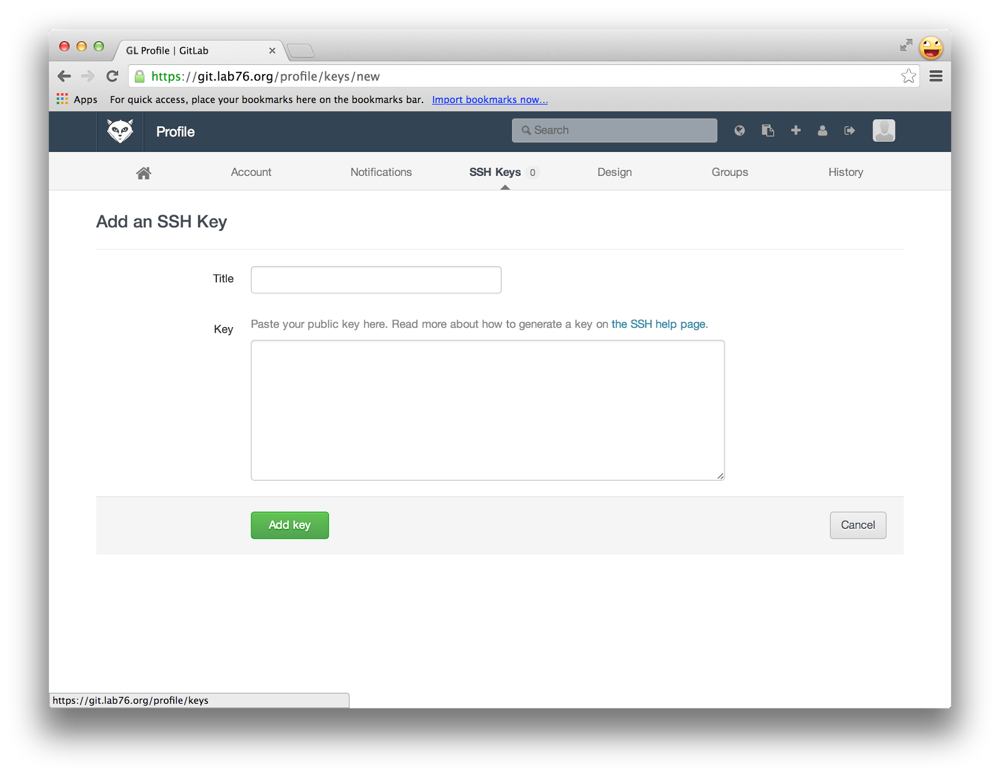 GL Profile | GitLab
https://git.lab76.org/profile/keys/new
Apps For quick access, place your bookmarks here on the bookmarks bar. Import bookmarks now...
Profile Search
Account Notifications SSH Keys 0 Design Groups History
Add an SSH Key
Title
Key Paste your public key here. Read more about how to generate a key on the SSH help page.
Add key Cancel
https://git.lab76.org/profile/keys